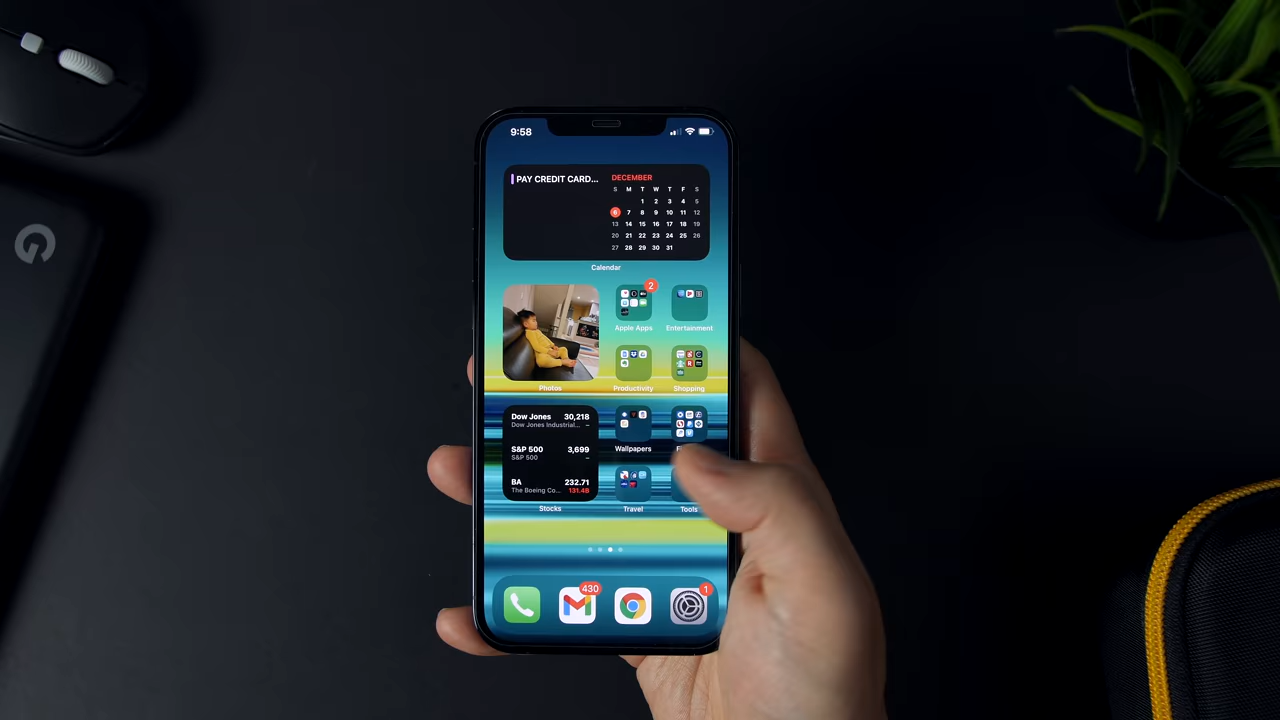 9:58
PAY CREDIT CARD...
DECEMBER
S M T W T F S
1 2 3 4 5
6 7 8 9 10 11 12
13 14 15 16 17 18 19
20 21 22 23 24 25 26
27 28 29 30 31
Calendar
2
Apple Apps
Entertainment
Photos
Productivity
Shopping
Dow Jones 30,218
Dow Jones Industrial... –
S&P 500 3,699
S&P 500 –
BA 232.71
The Boeing Co... 131.4B
Stocks
Wallpapers
Travel
Tools
430
1